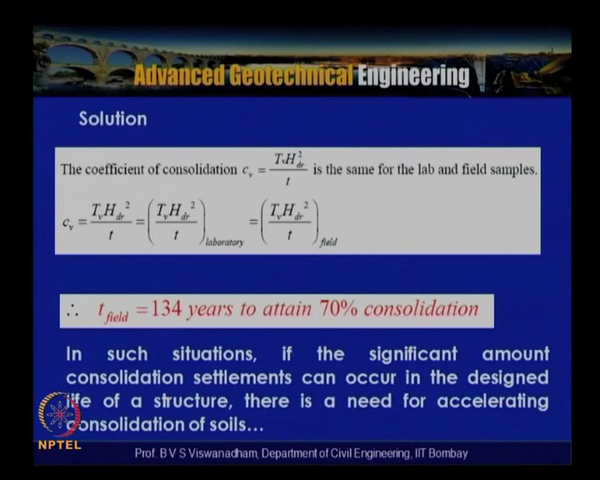 Advanced Geotechnical Engineering
Solution
The coefficient of consolidation c_v = T_vH_dr^2 / t is the same for the lab and field samples.
c_v = T_vH_dr^2 / t = (T_vH_dr^2 / t)_laboratory = (T_vH_dr^2 / t)_field
∴ t_field = 134 years to attain 70% consolidation
In such situations, if the significant amount
consolidation settlements can occur in the designed
life of a structure, there is a need for accelerating
consolidation of soils...
NPTEL
Prof. B V S Viswanadham, Department of Civil Engineering, IIT Bombay